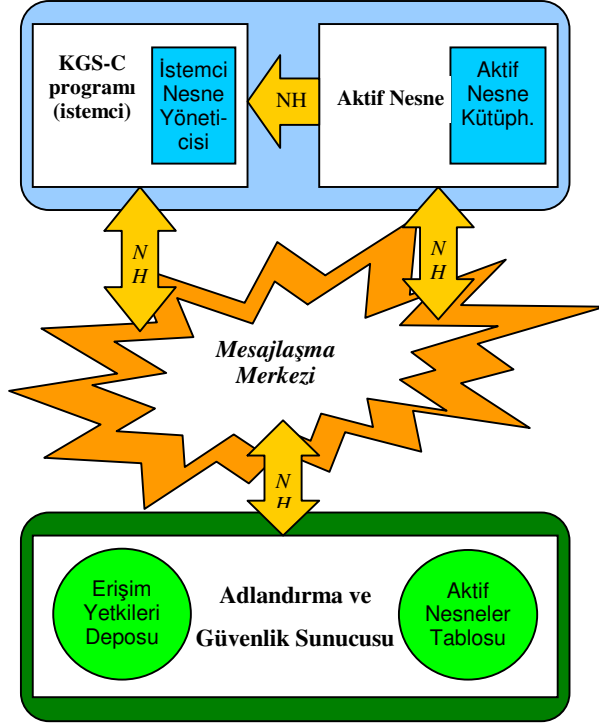 KGS-C
programı
(istemci)
İstemci
Nesne
Yöneti-
cisi
NH
Aktif Nesne
Aktif
Nesne
Kütüph.
N
H
N
H
Mesajlaşma
Merkezi
N
H
Erişim
Yetkileri
Deposu
Adlandırma ve
Güvenlik Sunucusu
Aktif
Nesneler
Tablosu